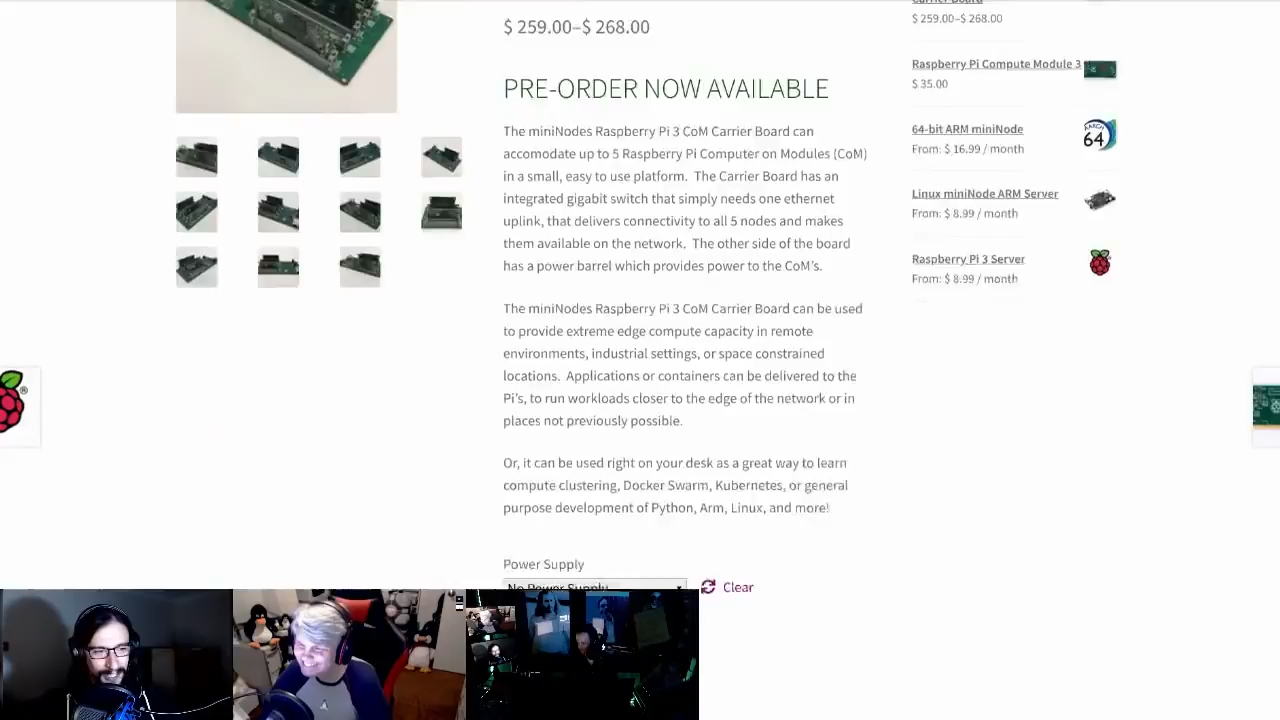 $ 259.00–$ 268.00
PRE-ORDER NOW AVAILABLE
The miniNodes Raspberry Pi 3 CoM Carrier Board can
accomodate up to 5 Raspberry Pi Computer on Modules (CoM)
in a small, easy to use platform.  The Carrier Board has an
integrated gigabit switch that simply needs one ethernet
uplink, that delivers connectivity to all 5 nodes and makes
them available on the network.  The other side of the board
has a power barrel which provides power to the CoM's.
The miniNodes Raspberry Pi 3 CoM Carrier Board can be used
to provide extreme edge compute capacity in remote
environments, industrial settings, or space constrained
locations.  Applications or containers can be delivered to the
Pi's, to run workloads closer to the edge of the network or in
places not previously possible.
Or, it can be used right on your desk as a great way to learn
compute clustering, Docker Swarm, Kubernetes, or general
purpose development of Python, Arm, Linux, and more!
Power Supply
No Power Supply
Clear
Carrier Board
$ 259.00–$ 268.00
Raspberry Pi Compute Module 3
$ 35.00
64-bit ARM miniNode
From: $ 16.99 / month
AARCH
64
Linux miniNode ARM Server
From: $ 8.99 / month
Raspberry Pi 3 Server
From: $ 8.99 / month
®